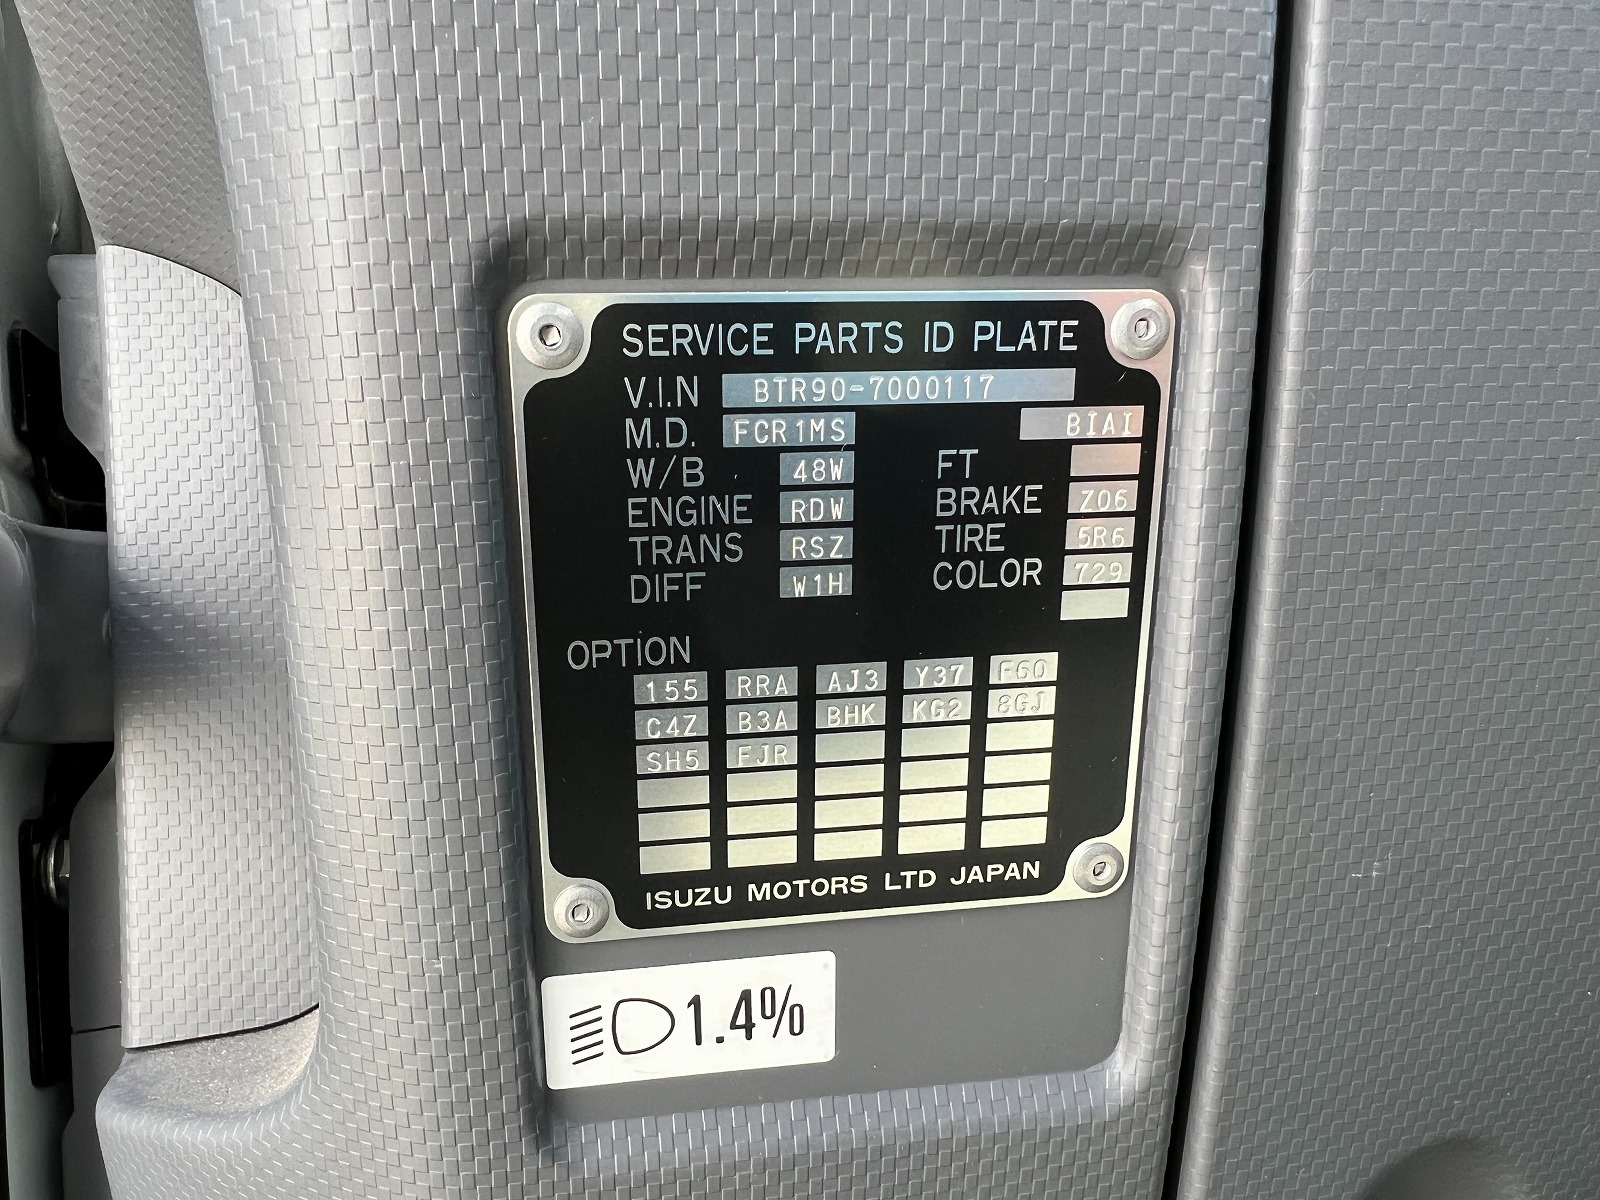 SERVICE PARTS ID PLATE
V.I.N BTR90-7000117
M.D. FCR1MS BIAI
W/B 48W FT
ENGINE RDW BRAKE Z06
TRANS RSZ TIRE 5R6
DIFF W1H COLOR 729
OPTION
155 RRA AJ3 Y37 F60
C4Z B3A BHK KG2 8GJ
SH5 FJR
ISUZU MOTORS LTD JAPAN
1.4%